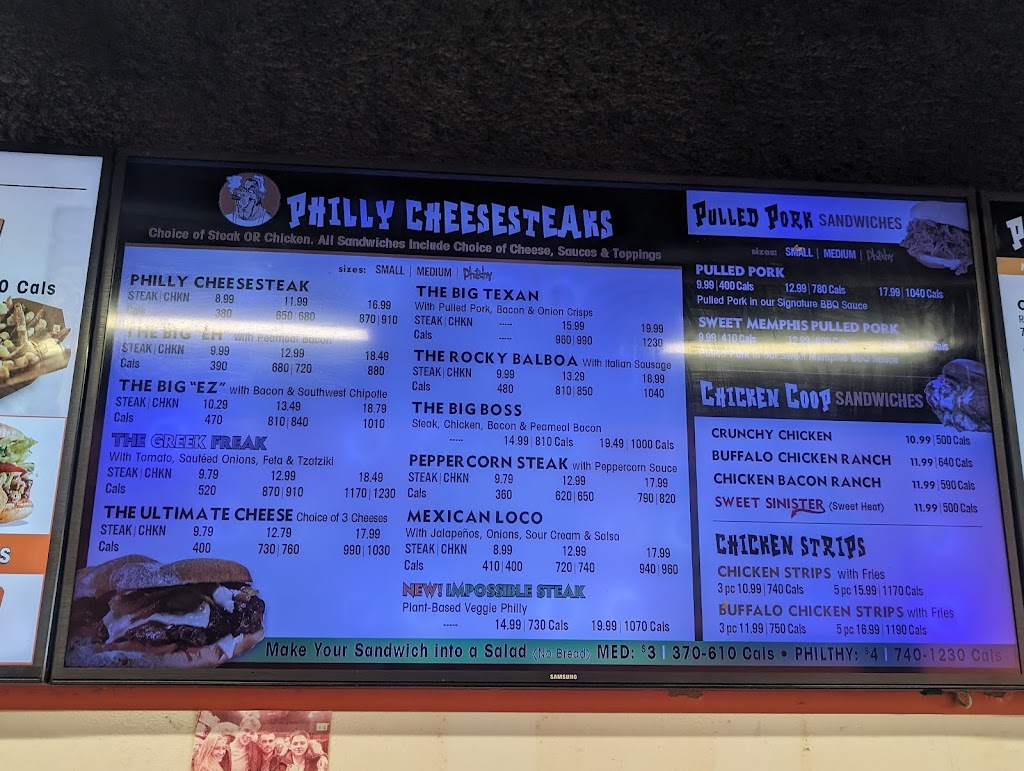 0 Cals
S
PHILLY CHEESESTEAKS
Choice of Steak OR Chicken. All Sandwiches Include Choice of Cheese, Sauces & Toppings
sizes: SMALL | MEDIUM | Philthy
PHILLY CHEESESTEAK
STEAK|CHKN 8.99 11.99 16.99
380 650|680 870|910
THE BIG "EH" with Peameal Bacon
STEAK|CHKN 9.99 12.99 18.49
Cals 390 680|720 880
THE BIG "EZ" with Bacon & Southwest Chipotle
STEAK|CHKN 10.29 13.49 18.79
Cals 470 810|840 1010
THE GREEK FREAK
With Tomato, Sautéed Onions, Feta & Tzatziki
STEAK|CHKN 9.79 12.99 18.49
Cals 520 870|910 1170|1230
THE ULTIMATE CHEESE Choice of 3 Cheeses
STEAK|CHKN 9.79 12.79 17.99
Cals 400 730|760 990|1030
THE BIG TEXAN
With Pulled Pork, Bacon & Onion Crisps
STEAK|CHKN ----- 15.99 19.99
Cals 960|990 1230
THE ROCKY BALBOA With Italian Sausage
STEAK|CHKN 9.99 13.29 18.99
Cals 480 810|850 1040
THE BIG BOSS
Steak, Chicken, Bacon & Peameal Bacon
----- 14.99|810 Cals 19.49|1000 Cals
PEPPERCORN STEAK with Peppercorn Sauce
STEAK|CHKN 9.79 12.99 17.99
Cals 360 620|650 790|820
MEXICAN LOCO
With Jalapeños, Onions, Sour Cream & Salsa
STEAK|CHKN 8.99 12.99 17.99
Cals 410|400 720|740 940|960
NEW! IMPOSSIBLE STEAK
Plant-Based Veggie Philly
----- 14.99|730 Cals 19.99|1070 Cals
PULLED PORK SANDWICHES
sizes: SMALL | MEDIUM | Philthy
PULLED PORK
9.99|400 Cals 12.99|780 Cals 17.99|1040 Cals
Pulled Pork in our Signature BBQ Sauce
SWEET MEMPHIS PULLED PORK
9.99|410 Cals 12.99 Cals
Pulled Pork in our Sweet Sauce
CHICKEN COOP SANDWICHES
CRUNCHY CHICKEN 10.99|500 Cals
BUFFALO CHICKEN RANCH 11.99|640 Cals
CHICKEN BACON RANCH 11.99|590 Cals
SWEET SINISTER (Sweet Heat) 11.99|500 Cals
CHICKEN STRIPS
CHICKEN STRIPS with Fries
3 pc 10.99|740 Cals 5 pc 15.99|1170 Cals
BUFFALO CHICKEN STRIPS with Fries
3 pc 11.99|750 Cals 5 pc 16.99|1190 Cals
Make Your Sandwich into a Salad (No Bread) MED: $3 | 370-610 Cals • PHILTHY: $4 | 740-1230 Cals
SAMSUNG